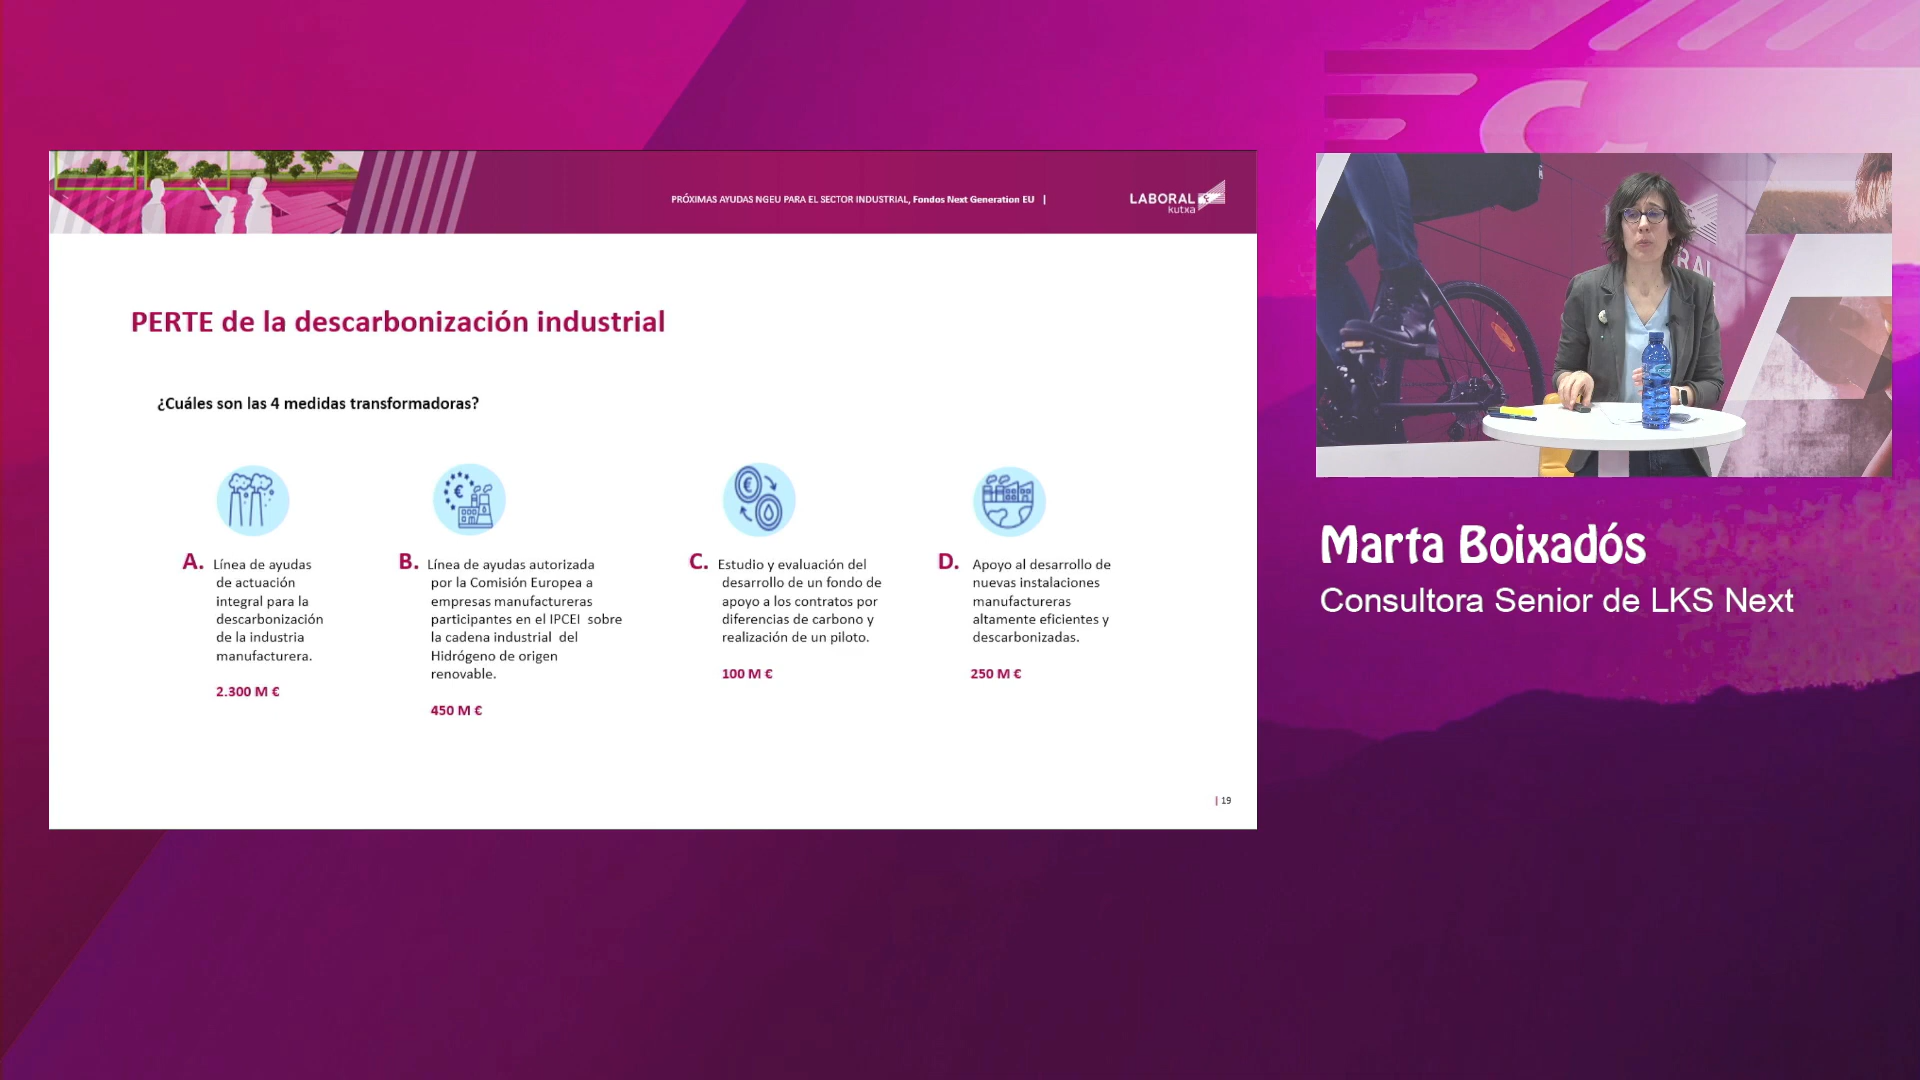 PRÓXIMAS AYUDAS NGEU PARA EL SECTOR INDUSTRIAL, Fondos Next Generation EU |
LABORAL
kutxa
PERTE de la descarbonización industrial
¿Cuáles son las 4 medidas transformadoras?
A. Línea de ayudas
de actuación
integral para la
descarbonización
de la industria
manufacturera.
2.300 M €
B. Línea de ayudas autorizada
por la Comisión Europea a
empresas manufactureras
participantes en el IPCEI sobre
la cadena industrial del
Hidrógeno de origen
renovable.
450 M €
C. Estudio y evaluación del
desarrollo de un fondo de
apoyo a los contratos por
diferencias de carbono y
realización de un piloto.
100 M €
D. Apoyo al desarrollo de
nuevas instalaciones
manufactureras
altamente eficientes y
descarbonizadas.
250 M €
| 19
Marta Boixadós
Consultora Senior de LKS Next